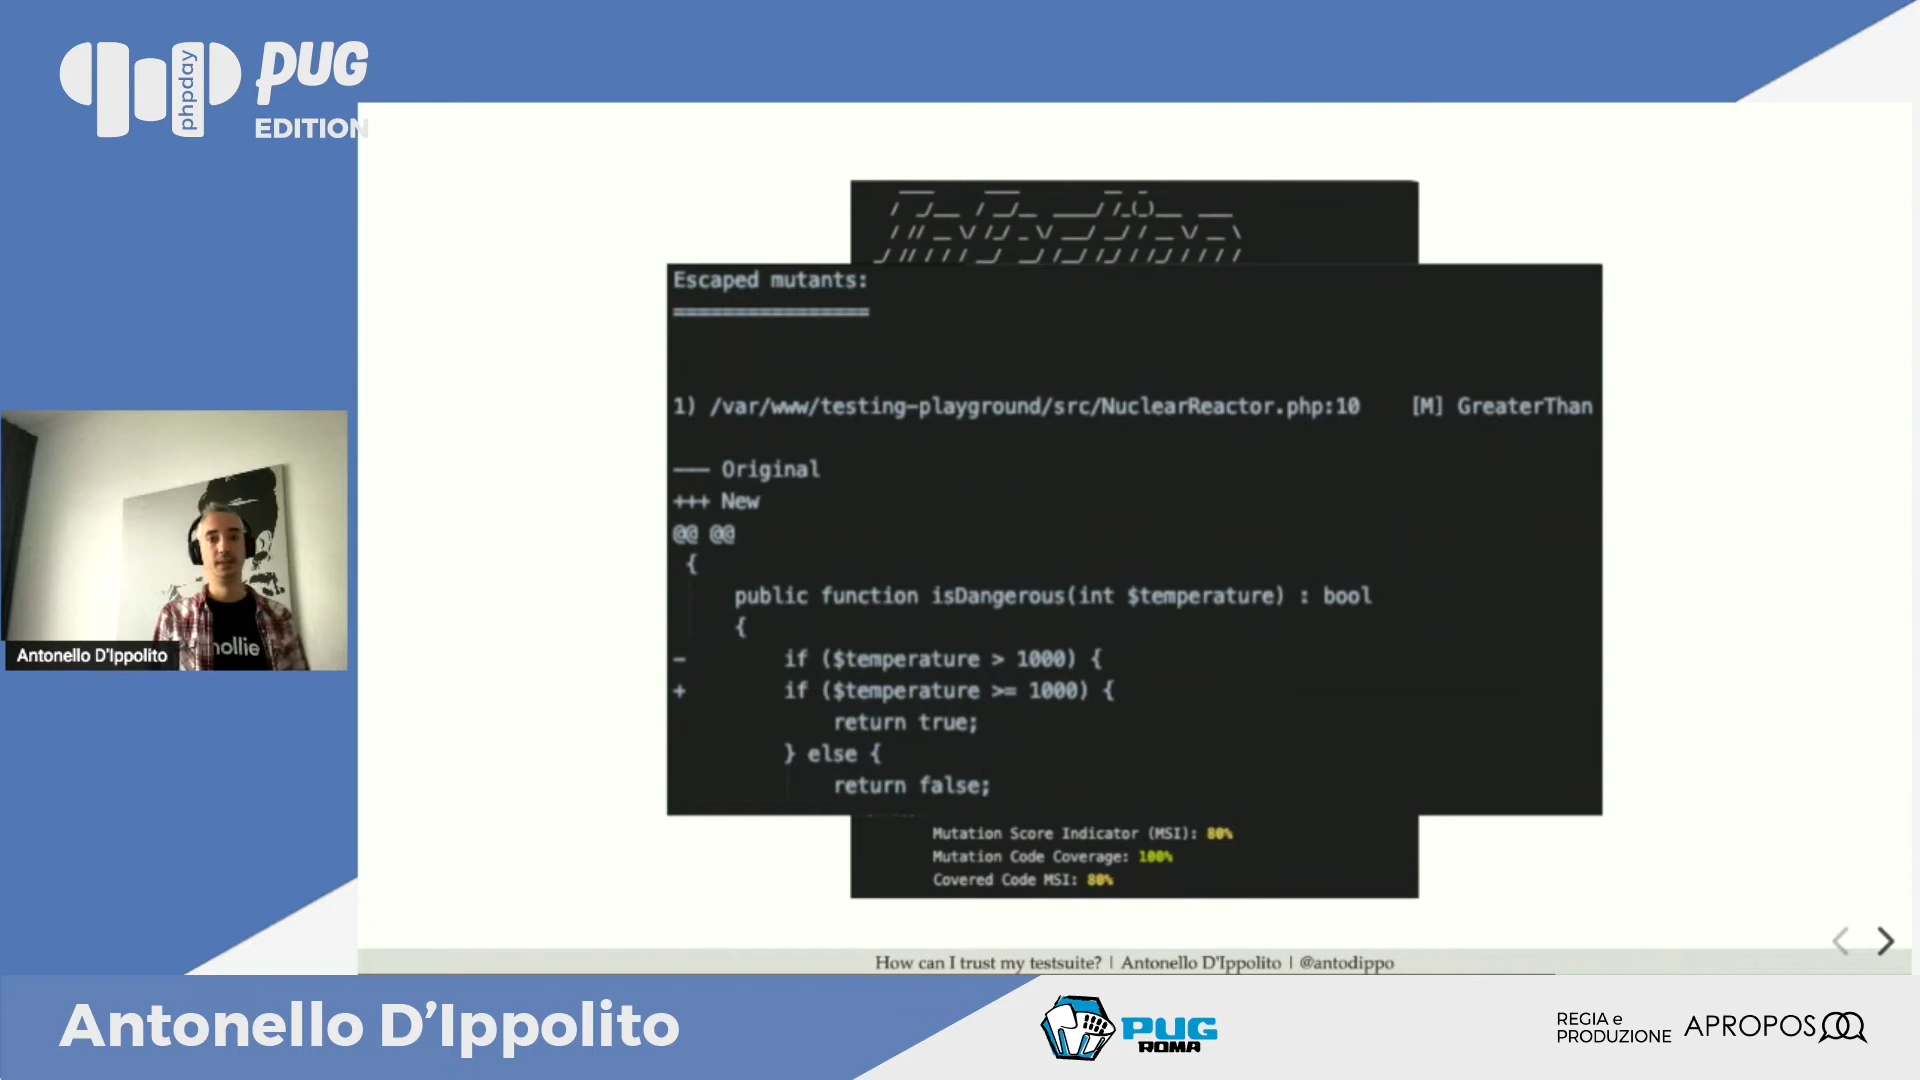 phpday
PUG
EDITION
Escaped mutants:
================
1) /var/www/testing-playground/src/NuclearReactor.php:10    [M] GreaterThan
--- Original
+++ New
@@ @@
{
public function isDangerous(int $temperature) : bool
{
-        if ($temperature > 1000) {
+        if ($temperature >= 1000) {
return true;
} else {
return false;
Mutation Score Indicator (MSI): 80%
Mutation Code Coverage: 100%
Covered Code MSI: 80%
nollie
Antonello D'Ippolito
How can I trust my testsuite? | Antonello D'Ippolito | @antodippo
Antonello D’Ippolito
PUG
ROMA
REGIA e
PRODUZIONE
APROPOS